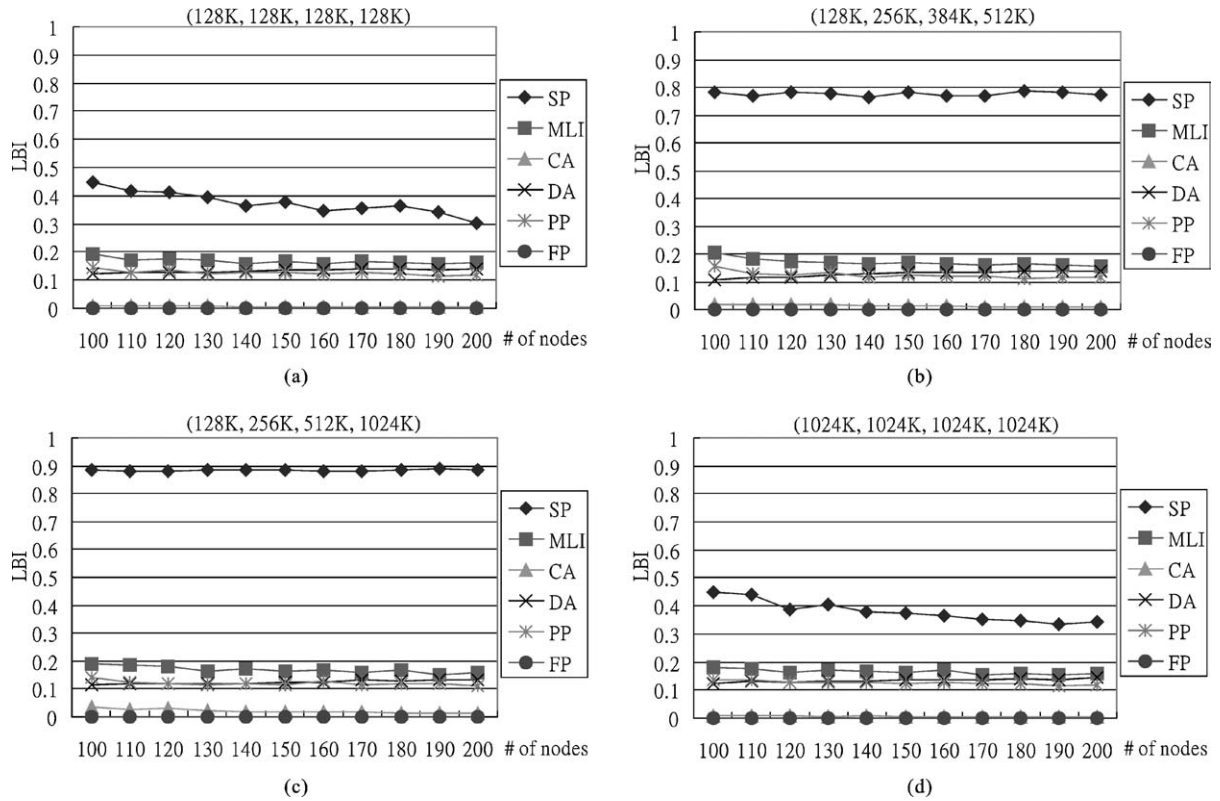 (128K, 128K, 128K, 128K)
1
0.9
0.8
0.7
0.6
0.5
0.4
0.3
0.2
0.1
0
LBI
SP
MLI
CA
DA
PP
FP
100 110 120 130 140 150 160 170 180 190 200 # of nodes
(a)
(128K, 256K, 384K, 512K)
1
0.9
0.8
0.7
0.6
0.5
0.4
0.3
0.2
0.1
0
LBI
SP
MLI
CA
DA
PP
FP
100 110 120 130 140 150 160 170 180 190 200 # of nodes
(b)
(128K, 256K, 512K, 1024K)
1
0.9
0.8
0.7
0.6
0.5
0.4
0.3
0.2
0.1
0
LBI
SP
MLI
CA
DA
PP
FP
100 110 120 130 140 150 160 170 180 190 200 # of nodes
(c)
(1024K, 1024K, 1024K, 1024K)
1
0.9
0.8
0.7
0.6
0.5
0.4
0.3
0.2
0.1
0
LBI
SP
MLI
CA
DA
PP
FP
100 110 120 130 140 150 160 170 180 190 200 # of nodes
(d)